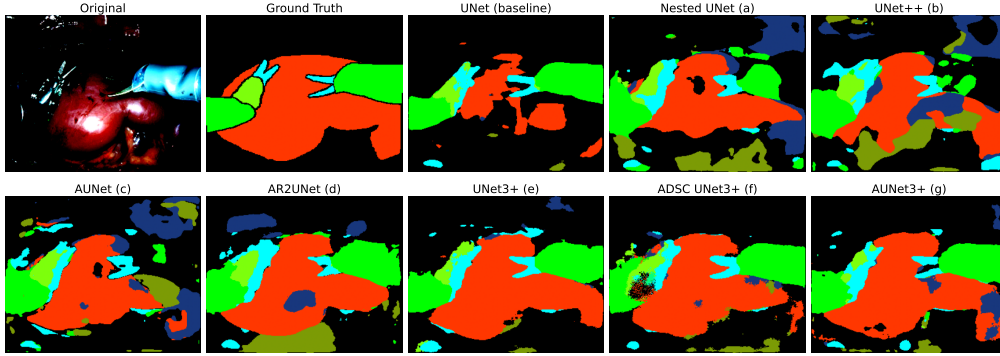 Original
Ground Truth
UNet (baseline)
Nested UNet (a)
UNet++ (b)
AUNet (c)
AR2UNet (d)
UNet3+ (e)
ADSC UNet3+ (f)
AUNet3+ (g)